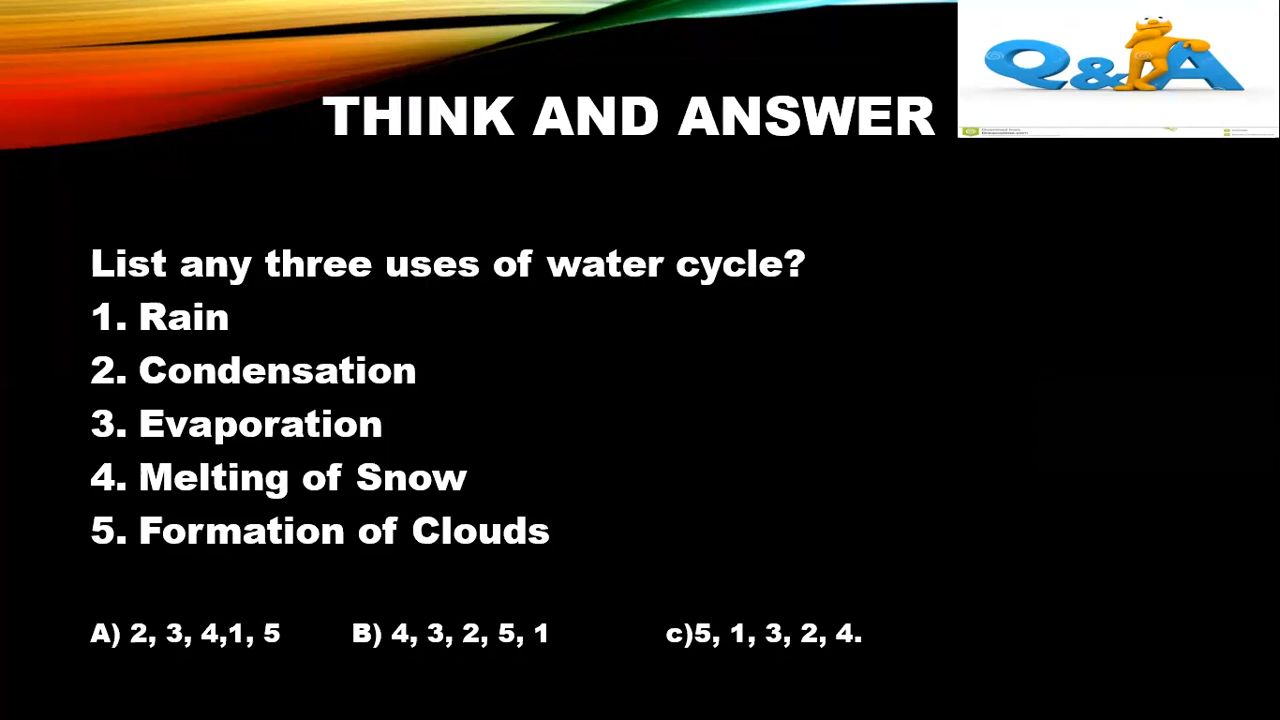 Q&A
THINK AND ANSWER
List any three uses of water cycle?
1. Rain
2. Condensation
3. Evaporation
4. Melting of Snow
5. Formation of Clouds
A) 2, 3, 4,1, 5 B) 4, 3, 2, 5, 1 c)5, 1, 3, 2, 4.